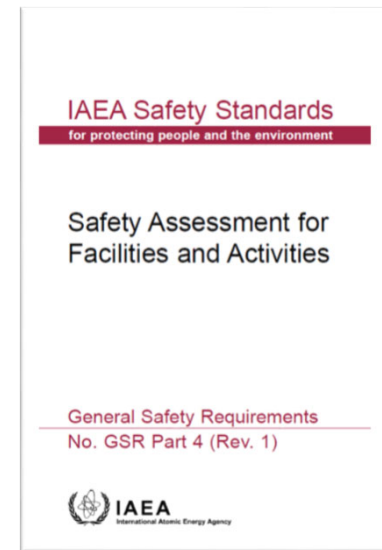 IAEA Safety Standards
for protecting people and the environment
Safety Assessment for
Facilities and Activities
General Safety Requirements
No. GSR Part 4 (Rev. 1)
IAEA
International Atomic Energy Agency